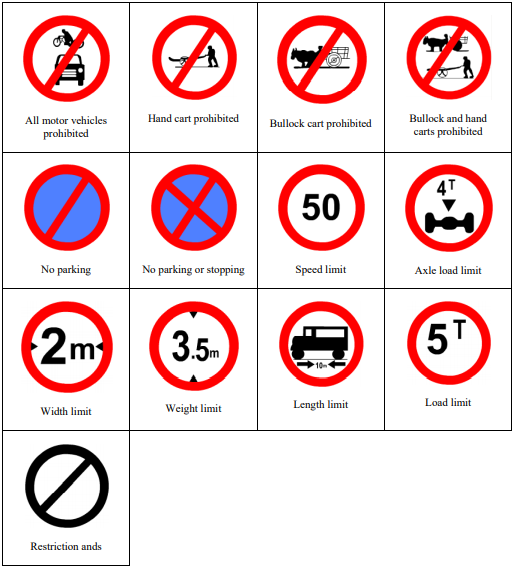 All motor vehicles
prohibited
Hand cart prohibited
Bullock cart prohibited
Bullock and hand
carts prohibited
No parking
No parking or stopping
50
Speed limit
4T
Axle load limit
2m
Width limit
3.5m
Weight limit
10m
Length limit
5T
Load limit
Restriction ands